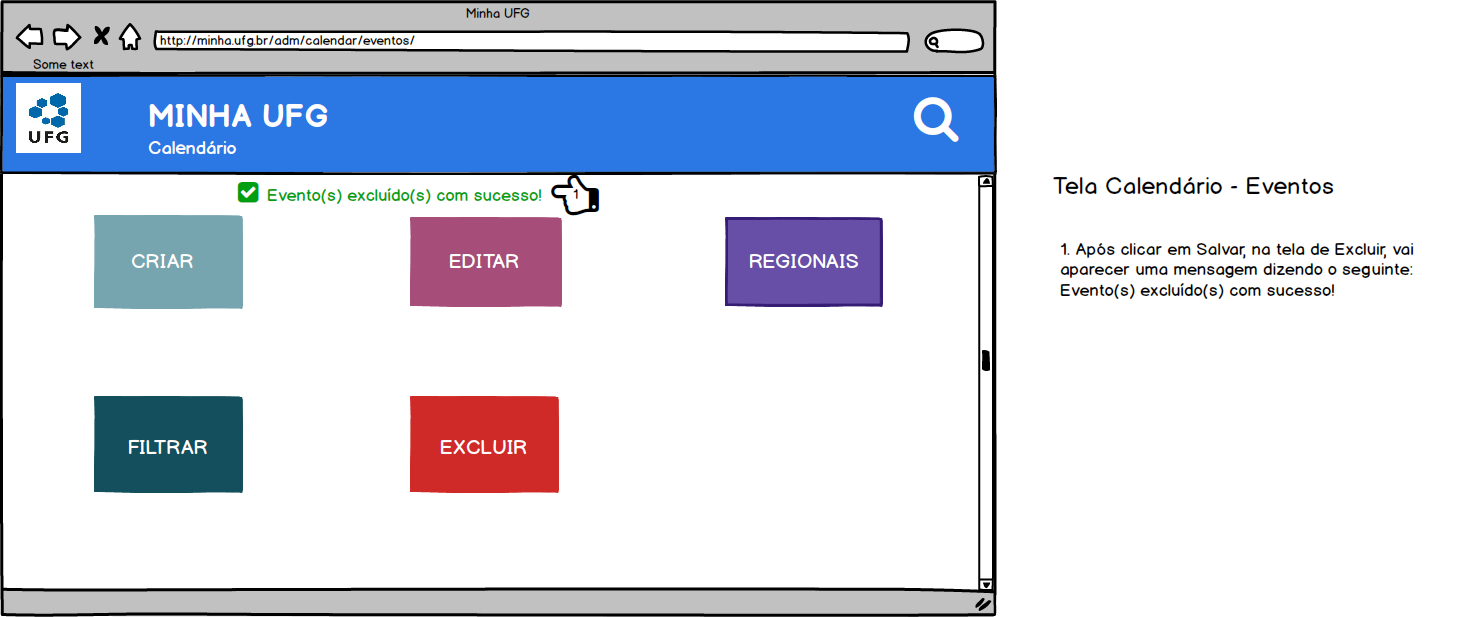 Minha UFG
http://minha.ufg.br/adm/calendar/eventos/
Some text
UFG
MINHA UFG
Calendário
Evento(s) excluído(s) com sucesso!
1
CRIAR
EDITAR
REGIONAIS
FILTRAR
EXCLUIR
Tela Calendário - Eventos
1. Após clicar em Salvar, na tela de Excluir, vai
aparecer uma mensagem dizendo o seguinte:
Evento(s) excluído(s) com sucesso!